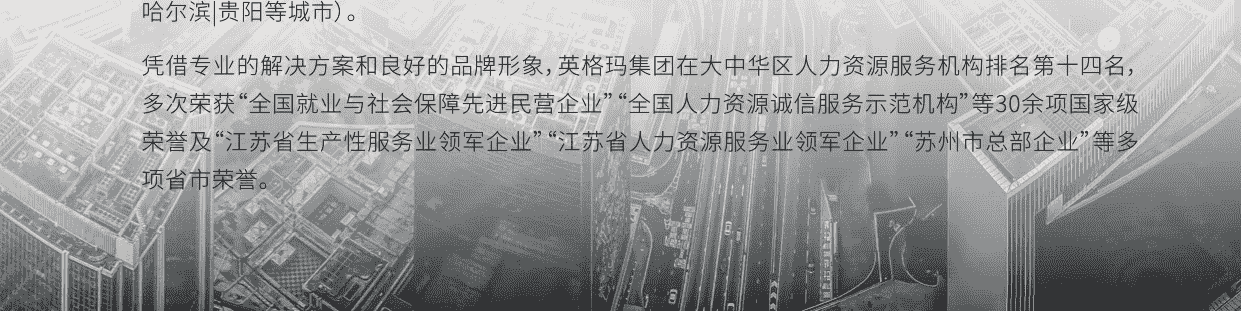 哈尔滨|贵阳等城市）。
凭借专业的解决方案和良好的品牌形象，英格玛集团在大中华区人力资源服务机构排名第十四名，
多次荣获“全国就业与社会保障先进民营企业”“全国人力资源诚信服务示范机构”等30余项国家级
荣誉及“江苏省生产性服务业领军企业”“江苏省人力资源服务业领军企业”“苏州市总部企业”等多
项省市荣誉。